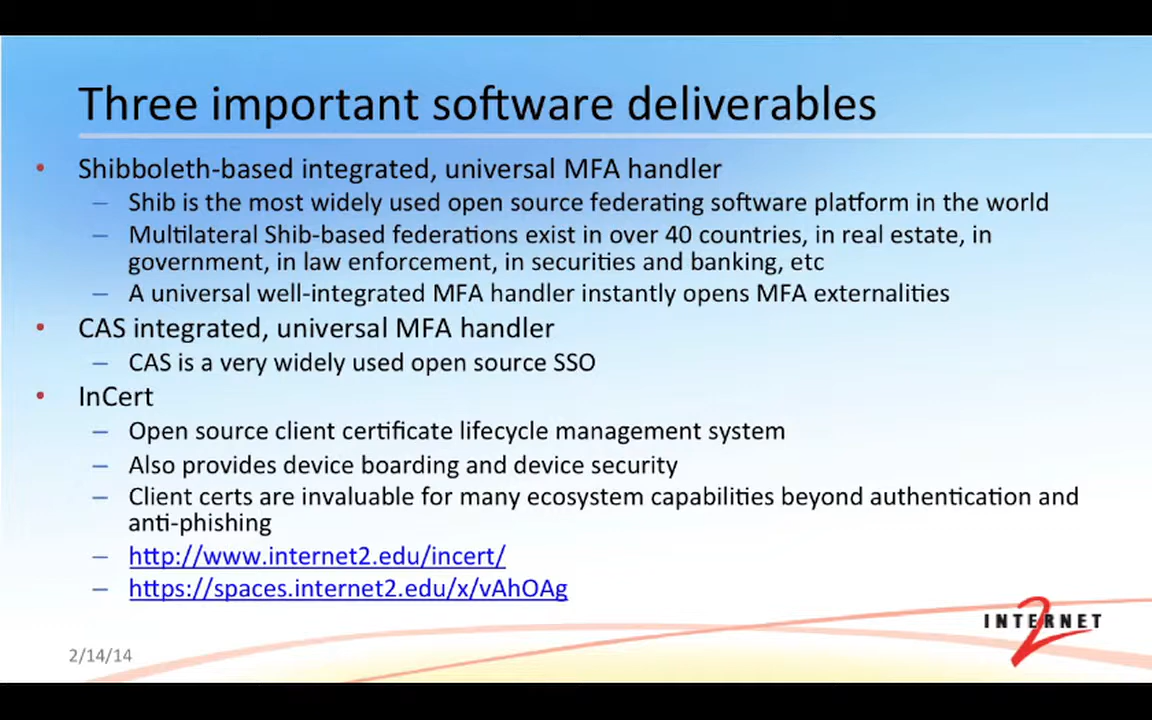 Three important software deliverables
• Shibboleth-based integrated, universal MFA handler
– Shib is the most widely used open source federating software platform in the world
– Multilateral Shib-based federations exist in over 40 countries, in real estate, in
government, in law enforcement, in securities and banking, etc
– A universal well-integrated MFA handler instantly opens MFA externalities
• CAS integrated, universal MFA handler
– CAS is a very widely used open source SSO
• InCert
– Open source client certificate lifecycle management system
– Also provides device boarding and device security
– Client certs are invaluable for many ecosystem capabilities beyond authentication and
anti-phishing
– http://www.internet2.edu/incert/
– https://spaces.internet2.edu/x/vAhOAg
INTERNET 2
2/14/14